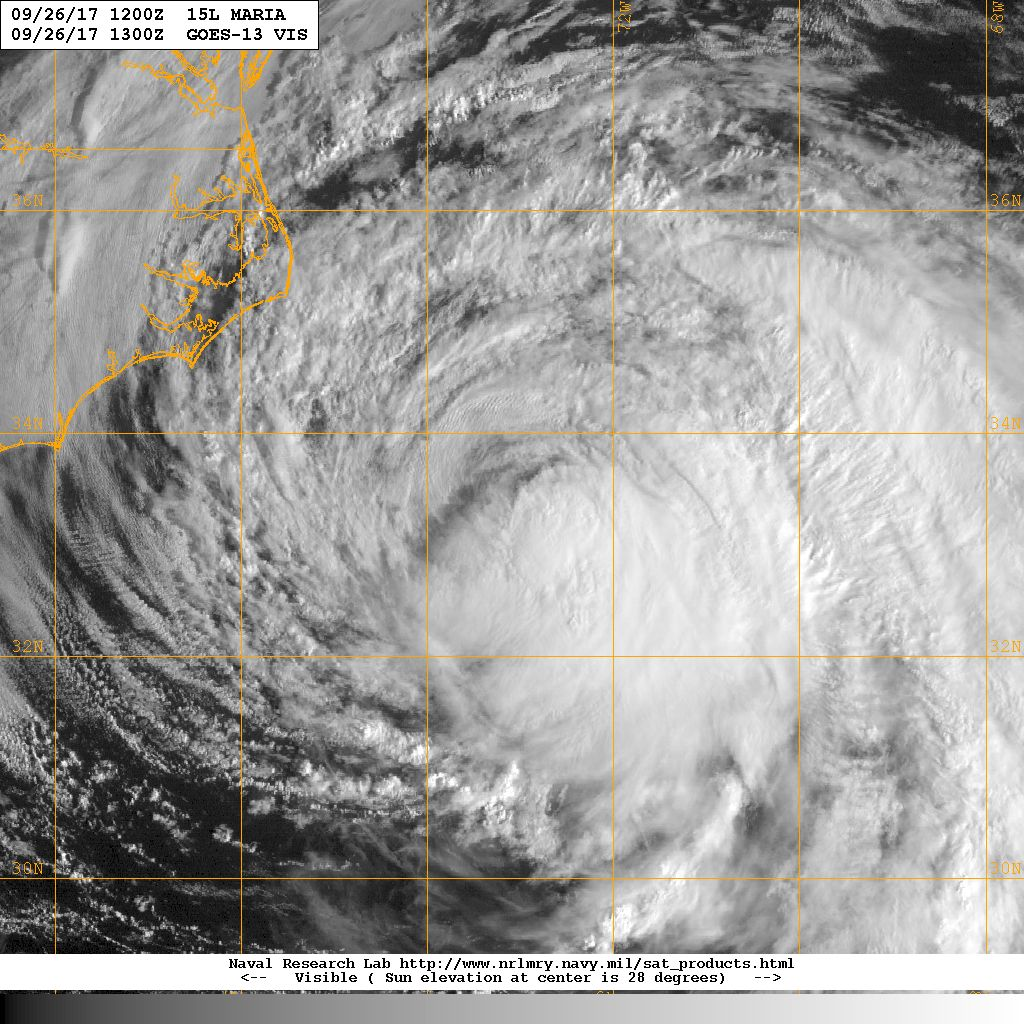 09/26/17 1200Z 15L MARIA
09/26/17 1300Z GOES-13 VIS
72W 68W
36N 36N
34N 34N
32N 32N
30N 30N
Naval Research Lab http://www.nrlmry.navy.mil/sat_products.html
<-- Visible ( Sun elevation at center is 28 degrees) -->